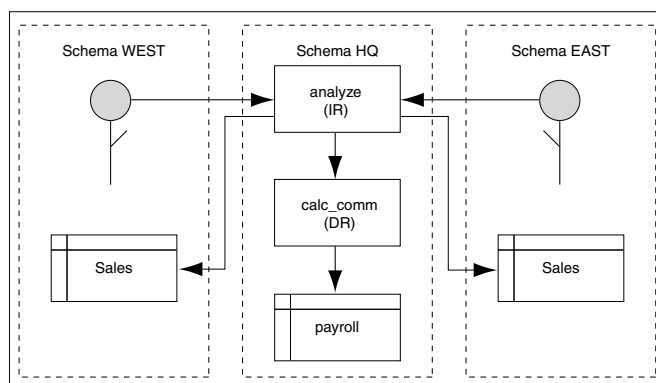 Schema WEST
Schema HQ
Schema EAST
analyze
(IR)
calc_comm
(DR)
Sales
Sales
payroll